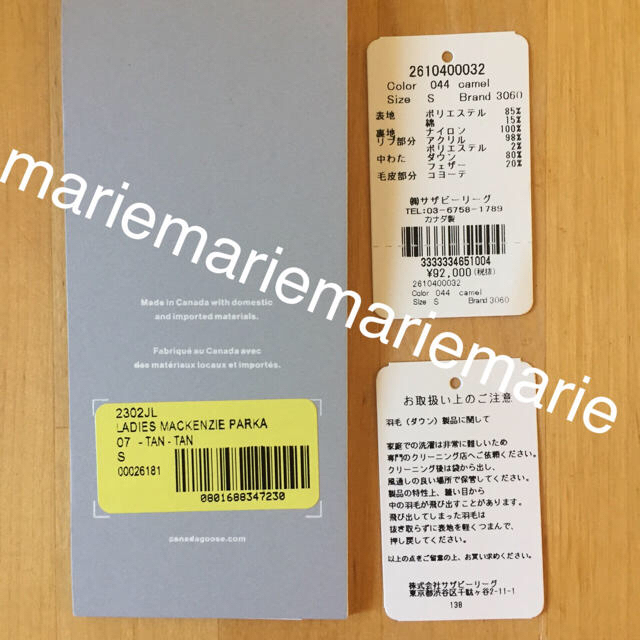 Made in Canada with domestic
and imported materials.
Fabriqué au Canada avec
des matériaux locaux et importés.
2302JL
LADIES MACKENZIE PARKA
07 - TAN - TAN
S
00026181
0801688347230
canadagoose.com
2610400032
Color 044 camel
Size S Brand 3060
表地 ポリエステル 85%
綿 15%
裏地 ナイロン 100%
リブ部分 アクリル 98%
ポリエステル 2%
中わた ダウン 80%
フェザー 20%
毛皮部分 コヨーテ
㈱サザビーリーグ
TEL:03-6758-1789
カナダ製
3333334651004
¥92,000(税抜)
2610400032
Color 044 camel
Size S Brand 3060
お取扱い上のご注意
羽毛(ダウン)製品に関して
家庭での洗濯は非常に難しいため
専門のクリーニング店へご依頼ください。
クリーニング後は袋から出し、
風通しの良い場所で保管してください。
製品の特性上、縫い目から
中の羽毛が飛び出すことがあります。
飛び出してしまった羽毛は
抜き取らずに表地を軽くつまんで、
押し戻してください。
以上の点をご留意の上、お買い求めください。
株式会社サザビーリーグ
東京都渋谷区千駄ヶ谷2-11-1
13B
mariemariemariemarie